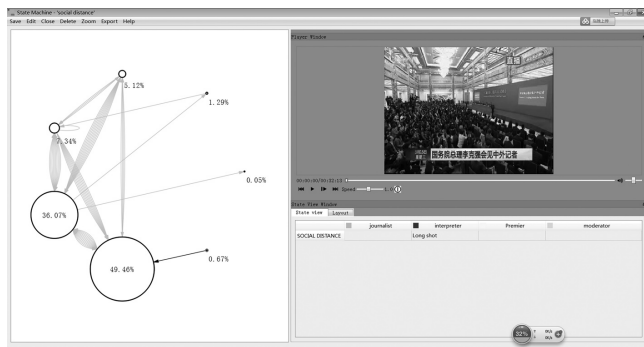 State Machine - 'social distance'
Save Edit Close Delete Zoom Export Help
Player Window
5.12%
1.29%
7.34%
0.05%
36.07%
49.46%
0.67%
直播
国务院总理李克强会见中外记者
Speed
State View Window
State view Layout
journalist interpreter Premier moderator
SOCIAL DISTANCE Long shot
32%